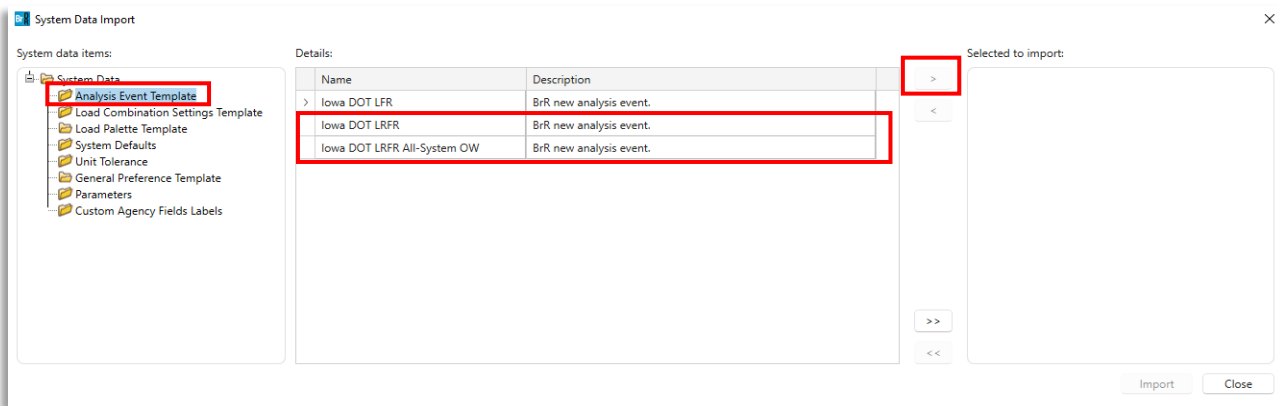 BrR System Data Import
System data items:
Details:
Selected to import:
System Data
Analysis Event Template
Load Combination Settings Template
Load Palette Template
System Defaults
Unit Tolerance
General Preference Template
Parameters
Custom Agency Fields Labels
Name Description
> Iowa DOT LFR BrR new analysis event.
Iowa DOT LRFR BrR new analysis event.
Iowa DOT LRFR All-System OW BrR new analysis event.
>
<
>>
<<
Import Close